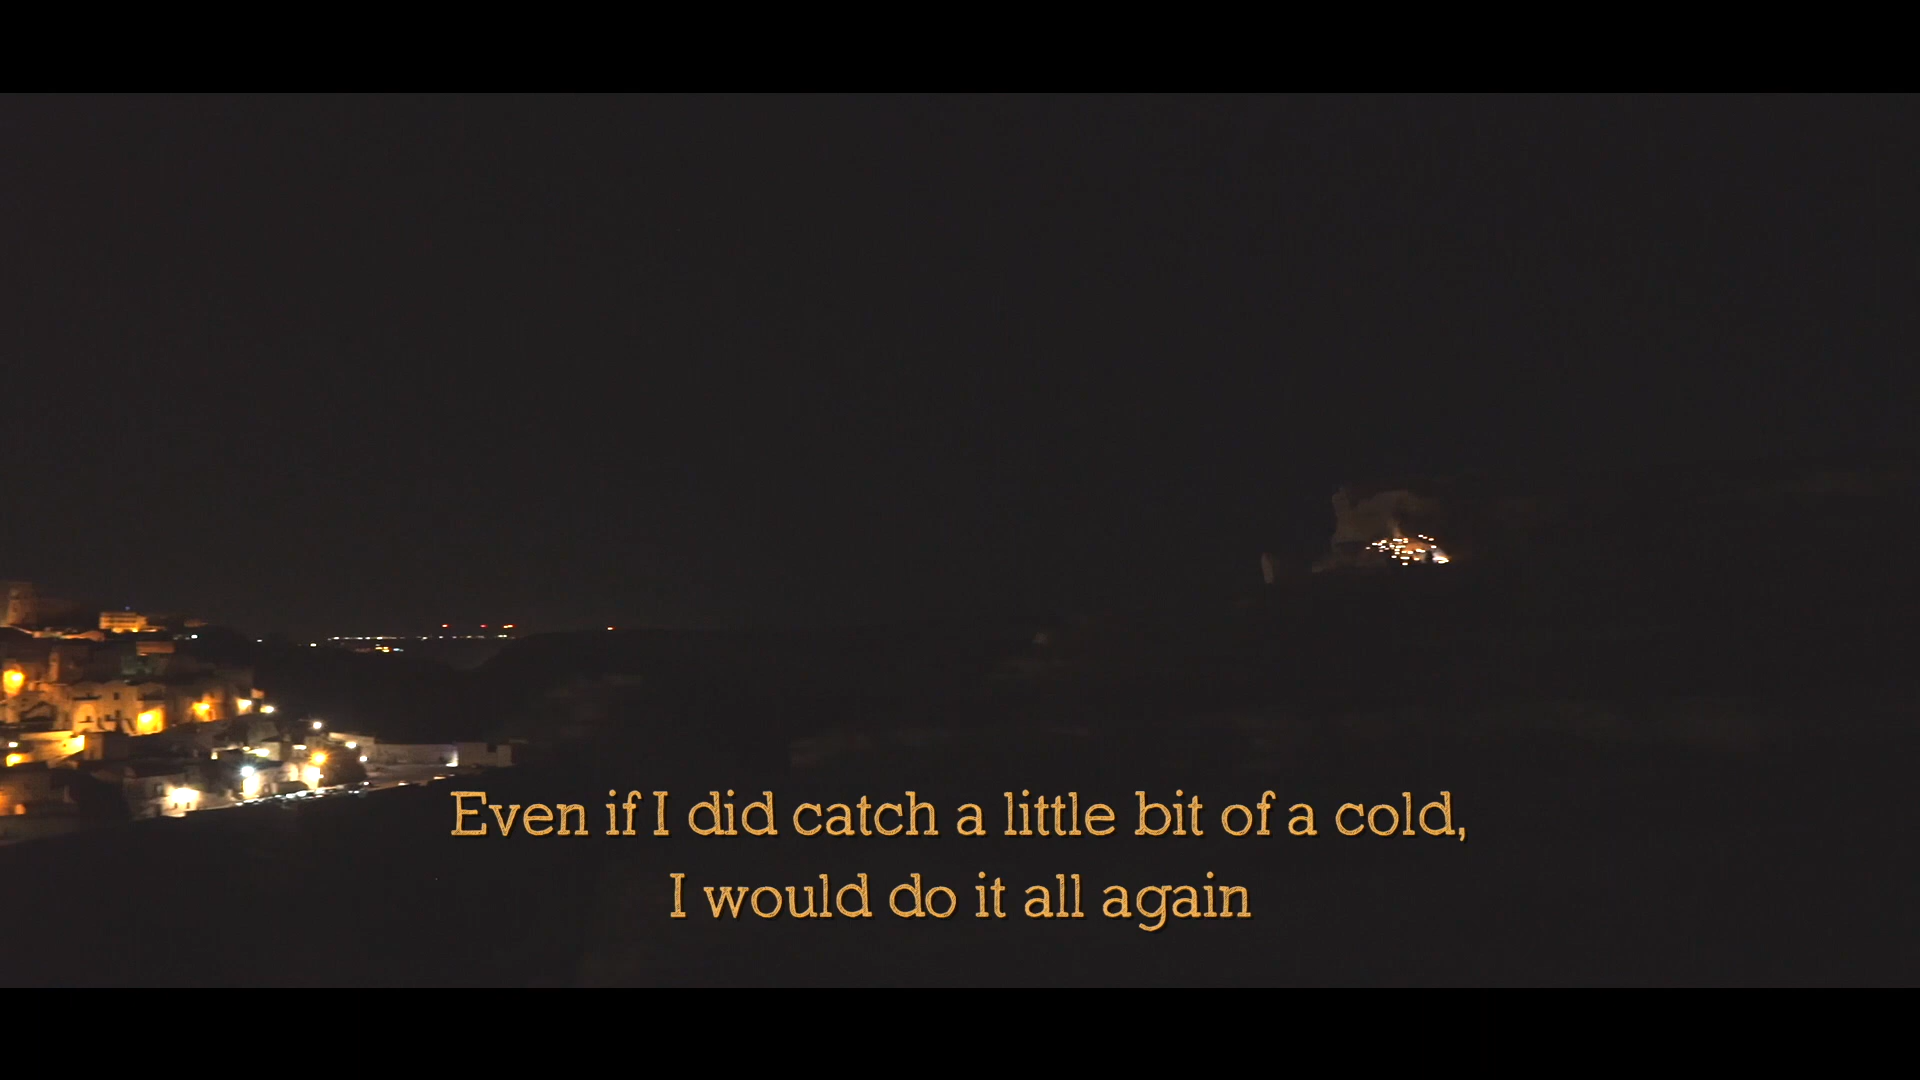 Even if I did catch a little bit of a cold,
I would do it all again